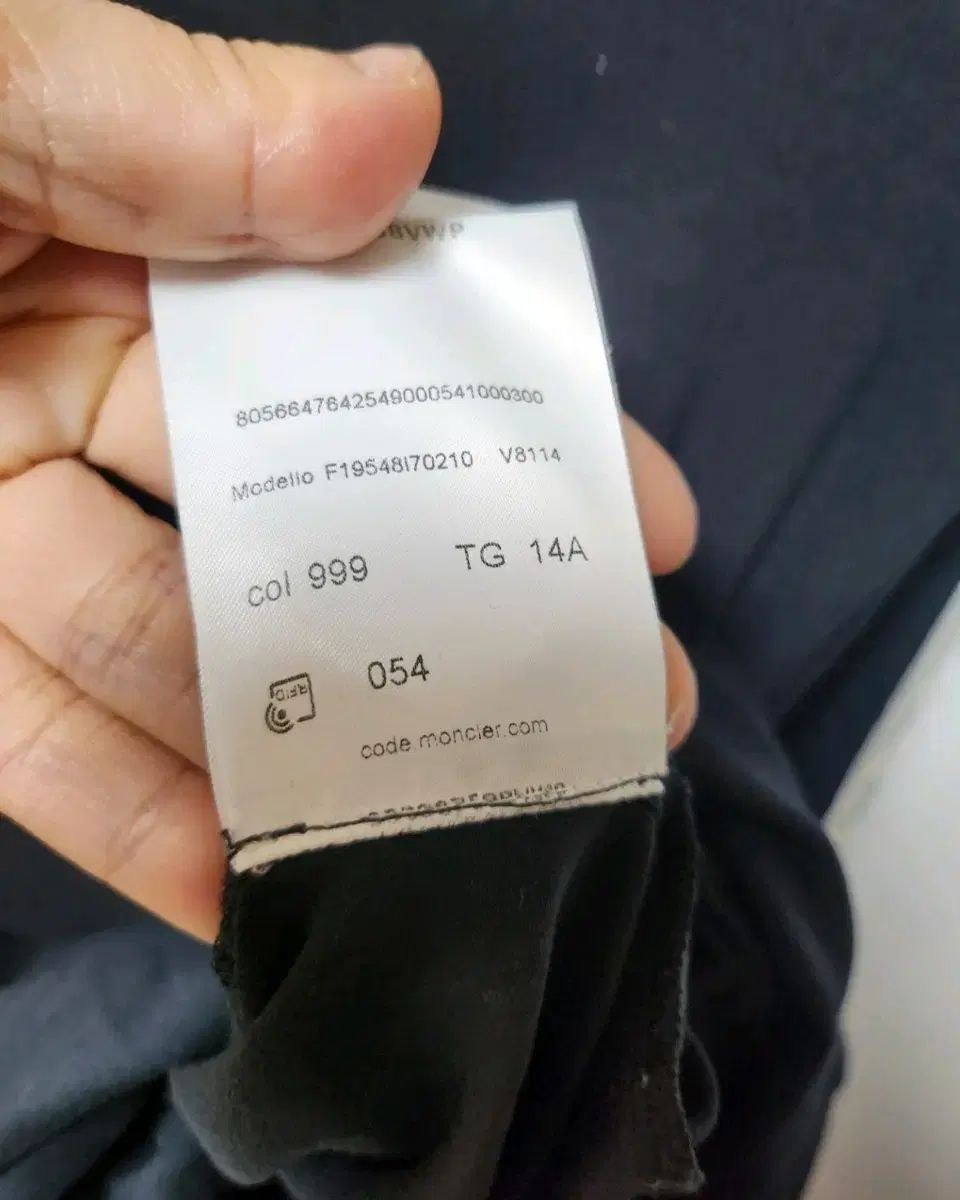 8056647642549000541000300
Modello F19548I70210 V8114
col 999 TG 14A
RFID
054
code.moncler.com